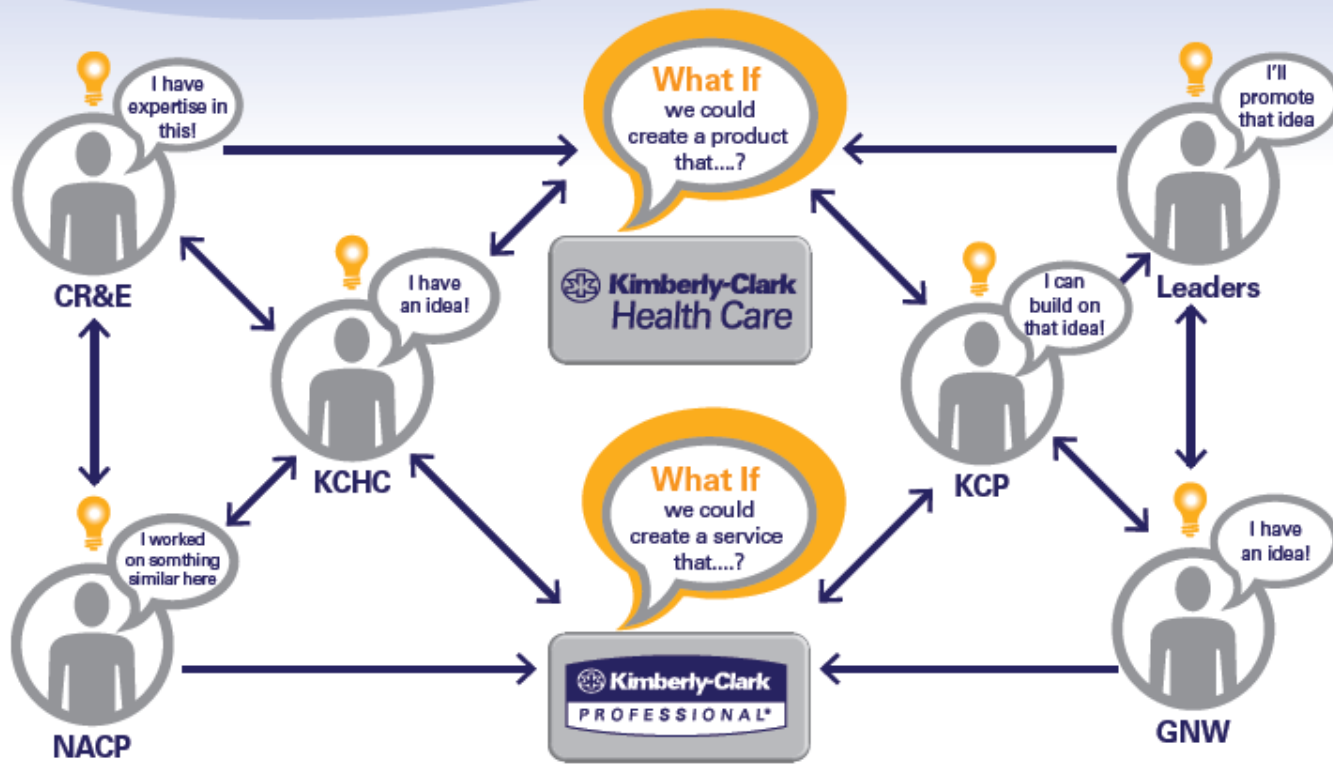 I have
expertise in
this!
CR&E
What If
we could
create a product
that....?
Kimberly-Clark
Health Care
I'll
promote
that idea
Leaders
I have
an idea!
KCHC
I can
build on
that idea!
KCP
I worked
on somthing
similar here
NACP
What If
we could
create a service
that....?
Kimberly-Clark
PROFESSIONAL*
I have
an idea!
GNW